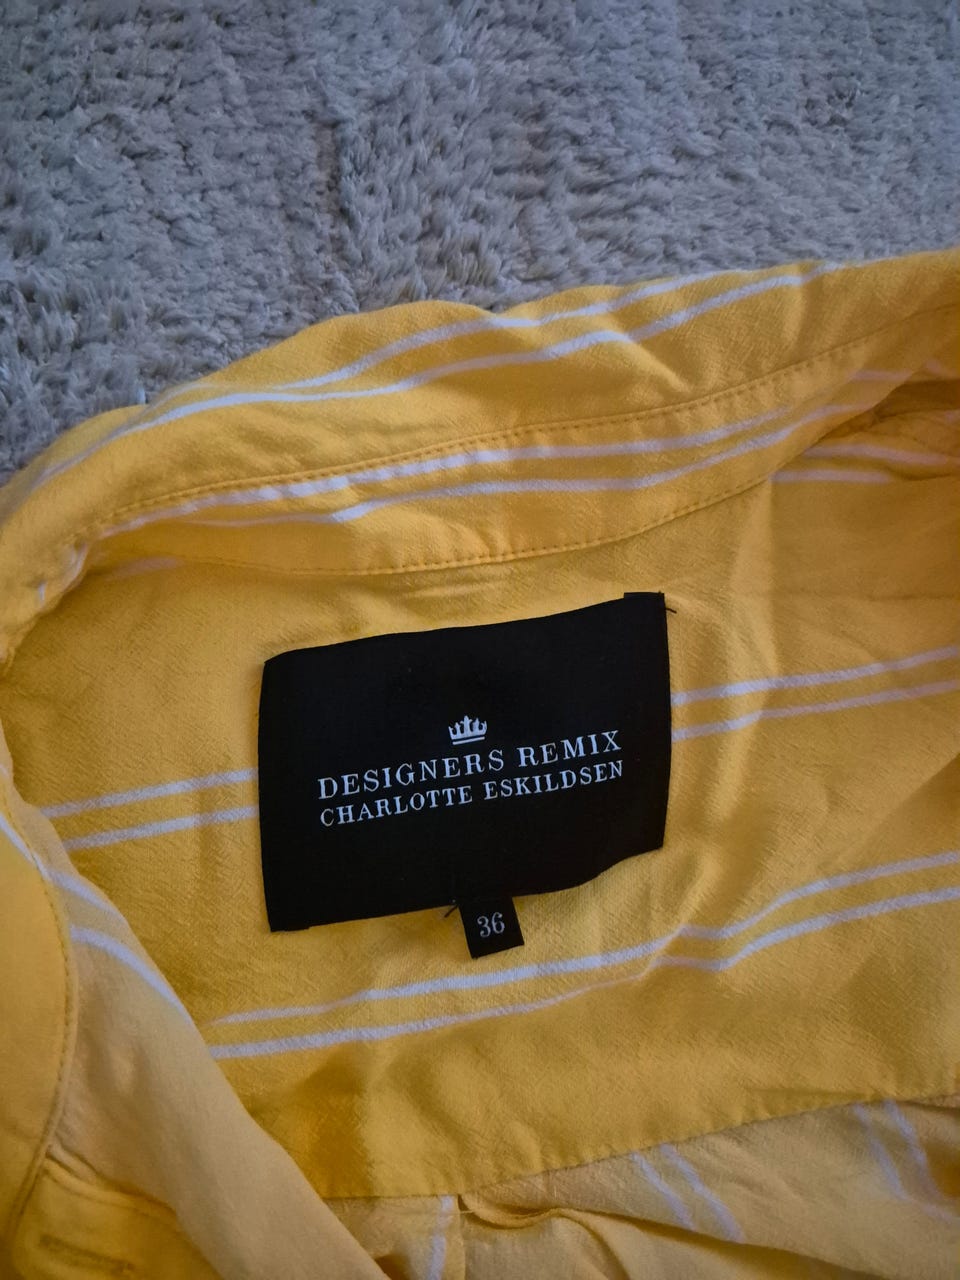 DESIGNERS REMIX
CHARLOTTE ESKILDSEN
36